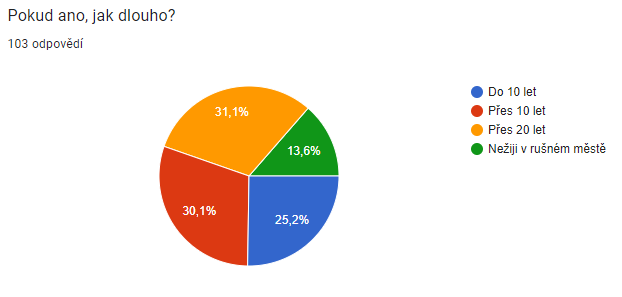 Pokud ano, jak dlouho?
103 odpovědí
31,1%
13,6%
30,1%
25,2%
Do 10 let
Přes 10 let
Přes 20 let
Nežiji v rušném městě